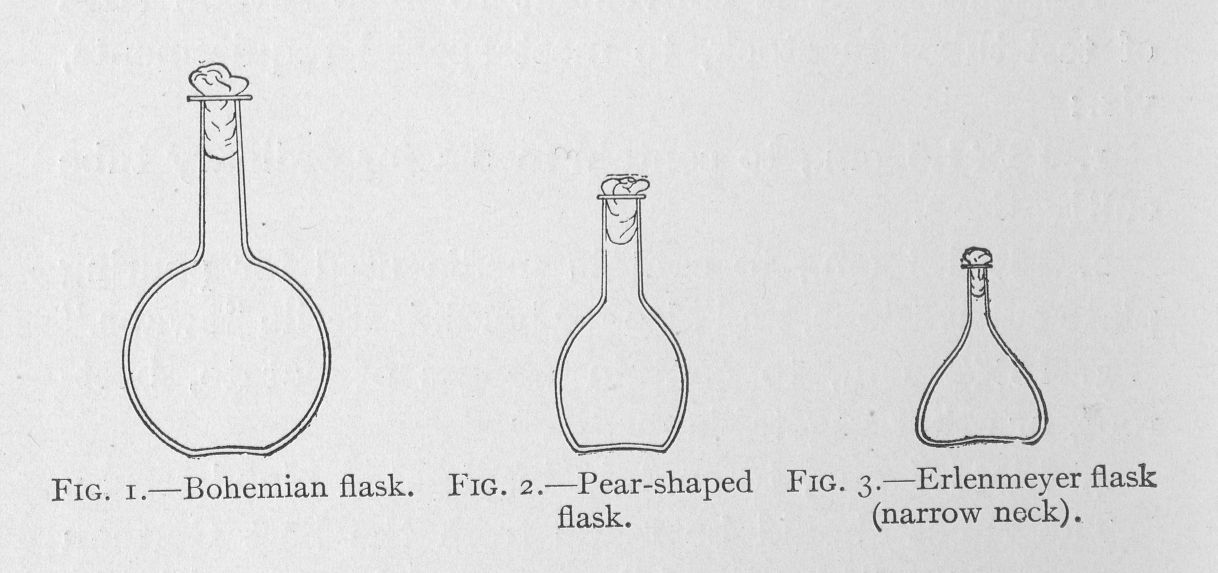 FIG. 1.—Bohemian flask.
FIG. 2.—Pear-shaped
flask.
FIG. 3.—Erlenmeyer flask
(narrow neck).